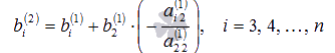 b_i^{(2)} = b_i^{(1)} + b_2^{(1)} · ( − a_{i2}^{(1)} / a_{22}^{(1)} ), i = 3, 4, …, n